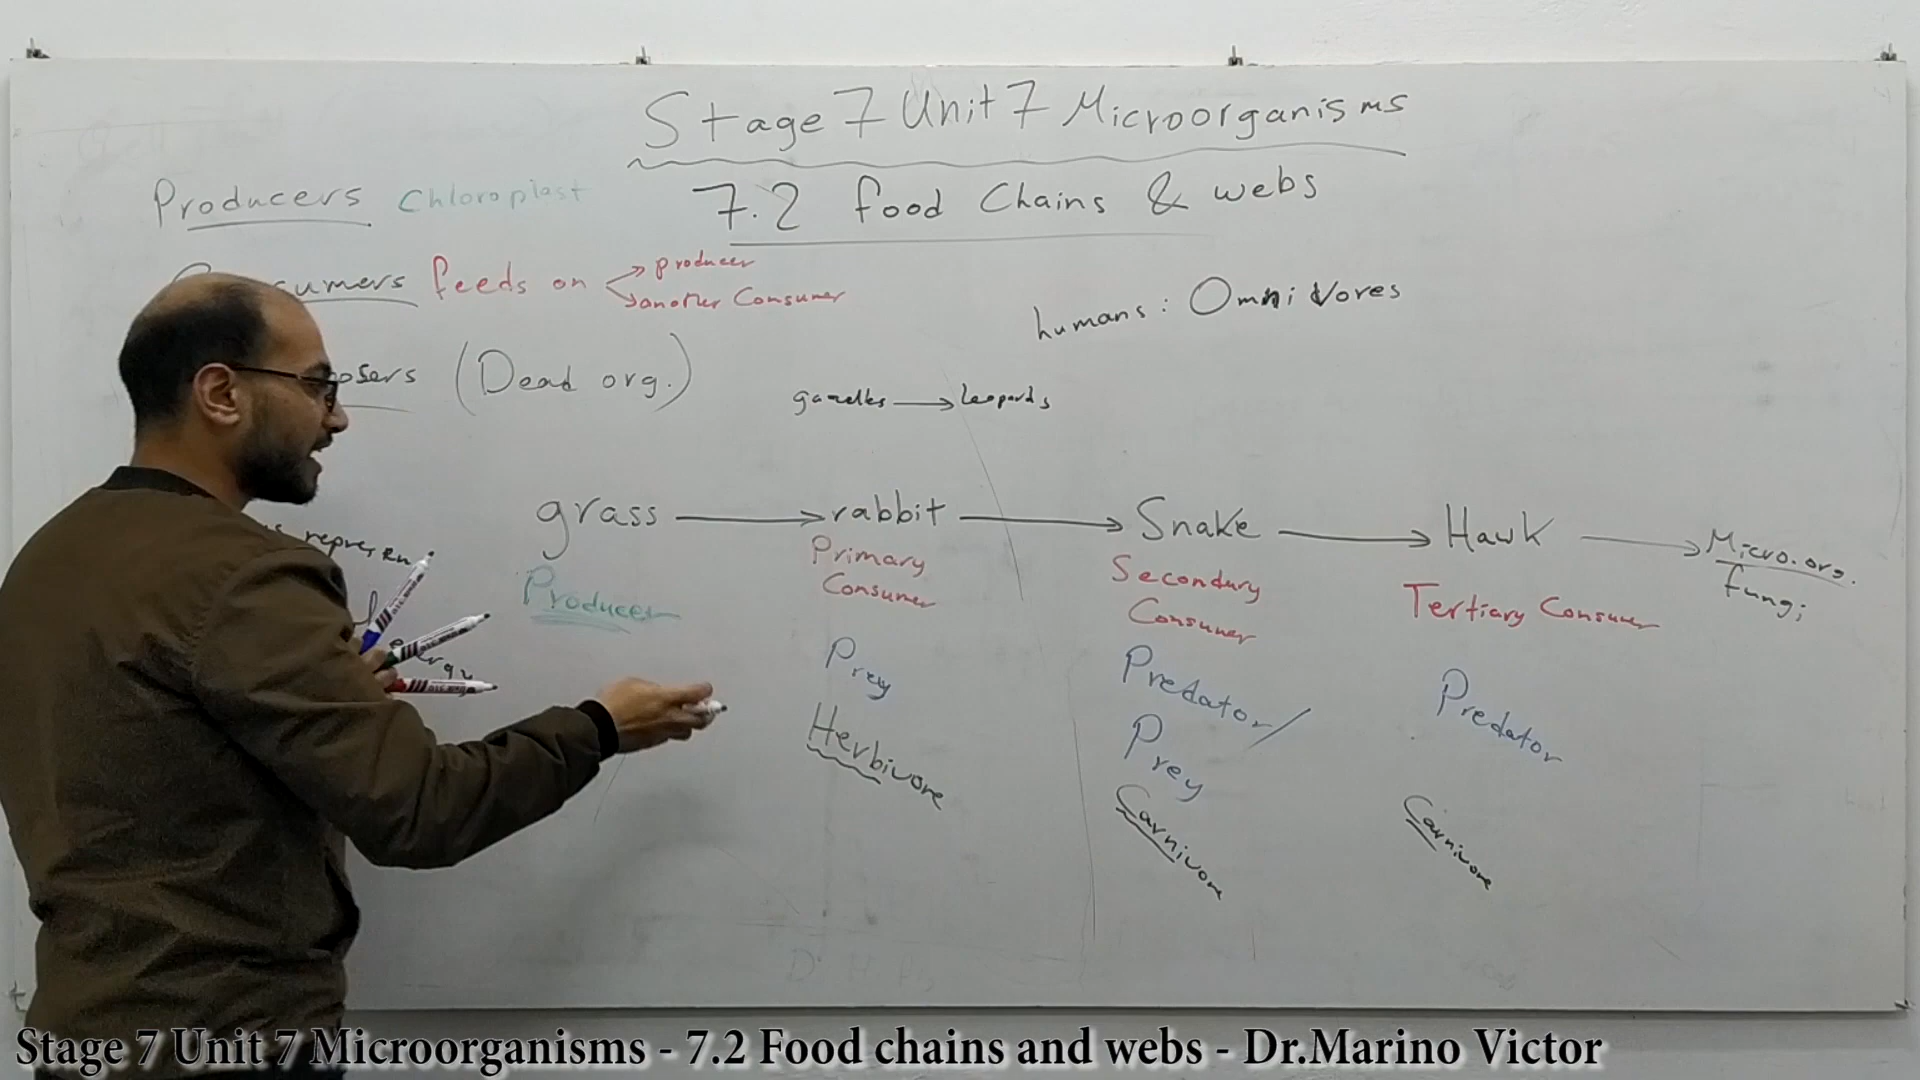 Stage 7 Unit 7 Microorganisms
7.2 food Chains & webs
Producers Chloroplast
sumers feeds on producer
another Consumer
humans: OmniVores
osers (Dead org.)
gazelles → leopards
grass → rabbit → Snake → Hawk → Micro.org.
fungi
represen
Producer
Primary
Consumer
Secondary
Consumer
Tertiary Consumer
Prey
Predator/
Prey
Predator
Herbivore
Carnivore
Carnivore
Stage 7 Unit 7 Microorganisms - 7.2 Food chains and webs - Dr.Marino Victor